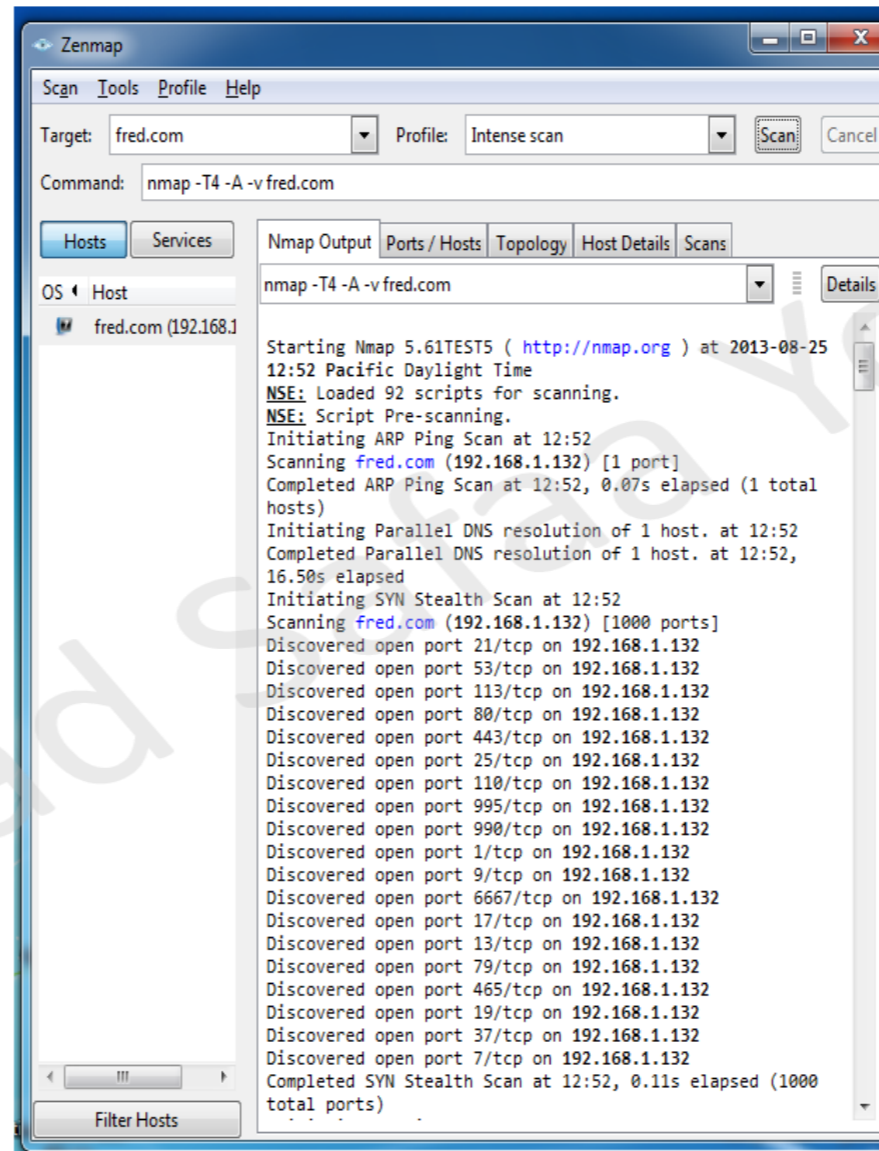 Zenmap
Scan Tools Profile Help
Target: fred.com Profile: Intense scan Scan Cancel
Command: nmap -T4 -A -v fred.com
Hosts Services
Nmap Output Ports / Hosts Topology Host Details Scans
OS Host
nmap -T4 -A -v fred.com Details
fred.com (192.168.1
Starting Nmap 5.61TEST5 ( http://nmap.org ) at 2013-08-25
12:52 Pacific Daylight Time
NSE: Loaded 92 scripts for scanning.
NSE: Script Pre-scanning.
Initiating ARP Ping Scan at 12:52
Scanning fred.com (192.168.1.132) [1 port]
Completed ARP Ping Scan at 12:52, 0.07s elapsed (1 total
hosts)
Initiating Parallel DNS resolution of 1 host. at 12:52
Completed Parallel DNS resolution of 1 host. at 12:52,
16.50s elapsed
Initiating SYN Stealth Scan at 12:52
Scanning fred.com (192.168.1.132) [1000 ports]
Discovered open port 21/tcp on 192.168.1.132
Discovered open port 53/tcp on 192.168.1.132
Discovered open port 113/tcp on 192.168.1.132
Discovered open port 80/tcp on 192.168.1.132
Discovered open port 443/tcp on 192.168.1.132
Discovered open port 25/tcp on 192.168.1.132
Discovered open port 110/tcp on 192.168.1.132
Discovered open port 995/tcp on 192.168.1.132
Discovered open port 990/tcp on 192.168.1.132
Discovered open port 1/tcp on 192.168.1.132
Discovered open port 9/tcp on 192.168.1.132
Discovered open port 6667/tcp on 192.168.1.132
Discovered open port 17/tcp on 192.168.1.132
Discovered open port 13/tcp on 192.168.1.132
Discovered open port 79/tcp on 192.168.1.132
Discovered open port 465/tcp on 192.168.1.132
Discovered open port 19/tcp on 192.168.1.132
Discovered open port 37/tcp on 192.168.1.132
Discovered open port 7/tcp on 192.168.1.132
Completed SYN Stealth Scan at 12:52, 0.11s elapsed (1000
total ports)
Filter Hosts
Safaa